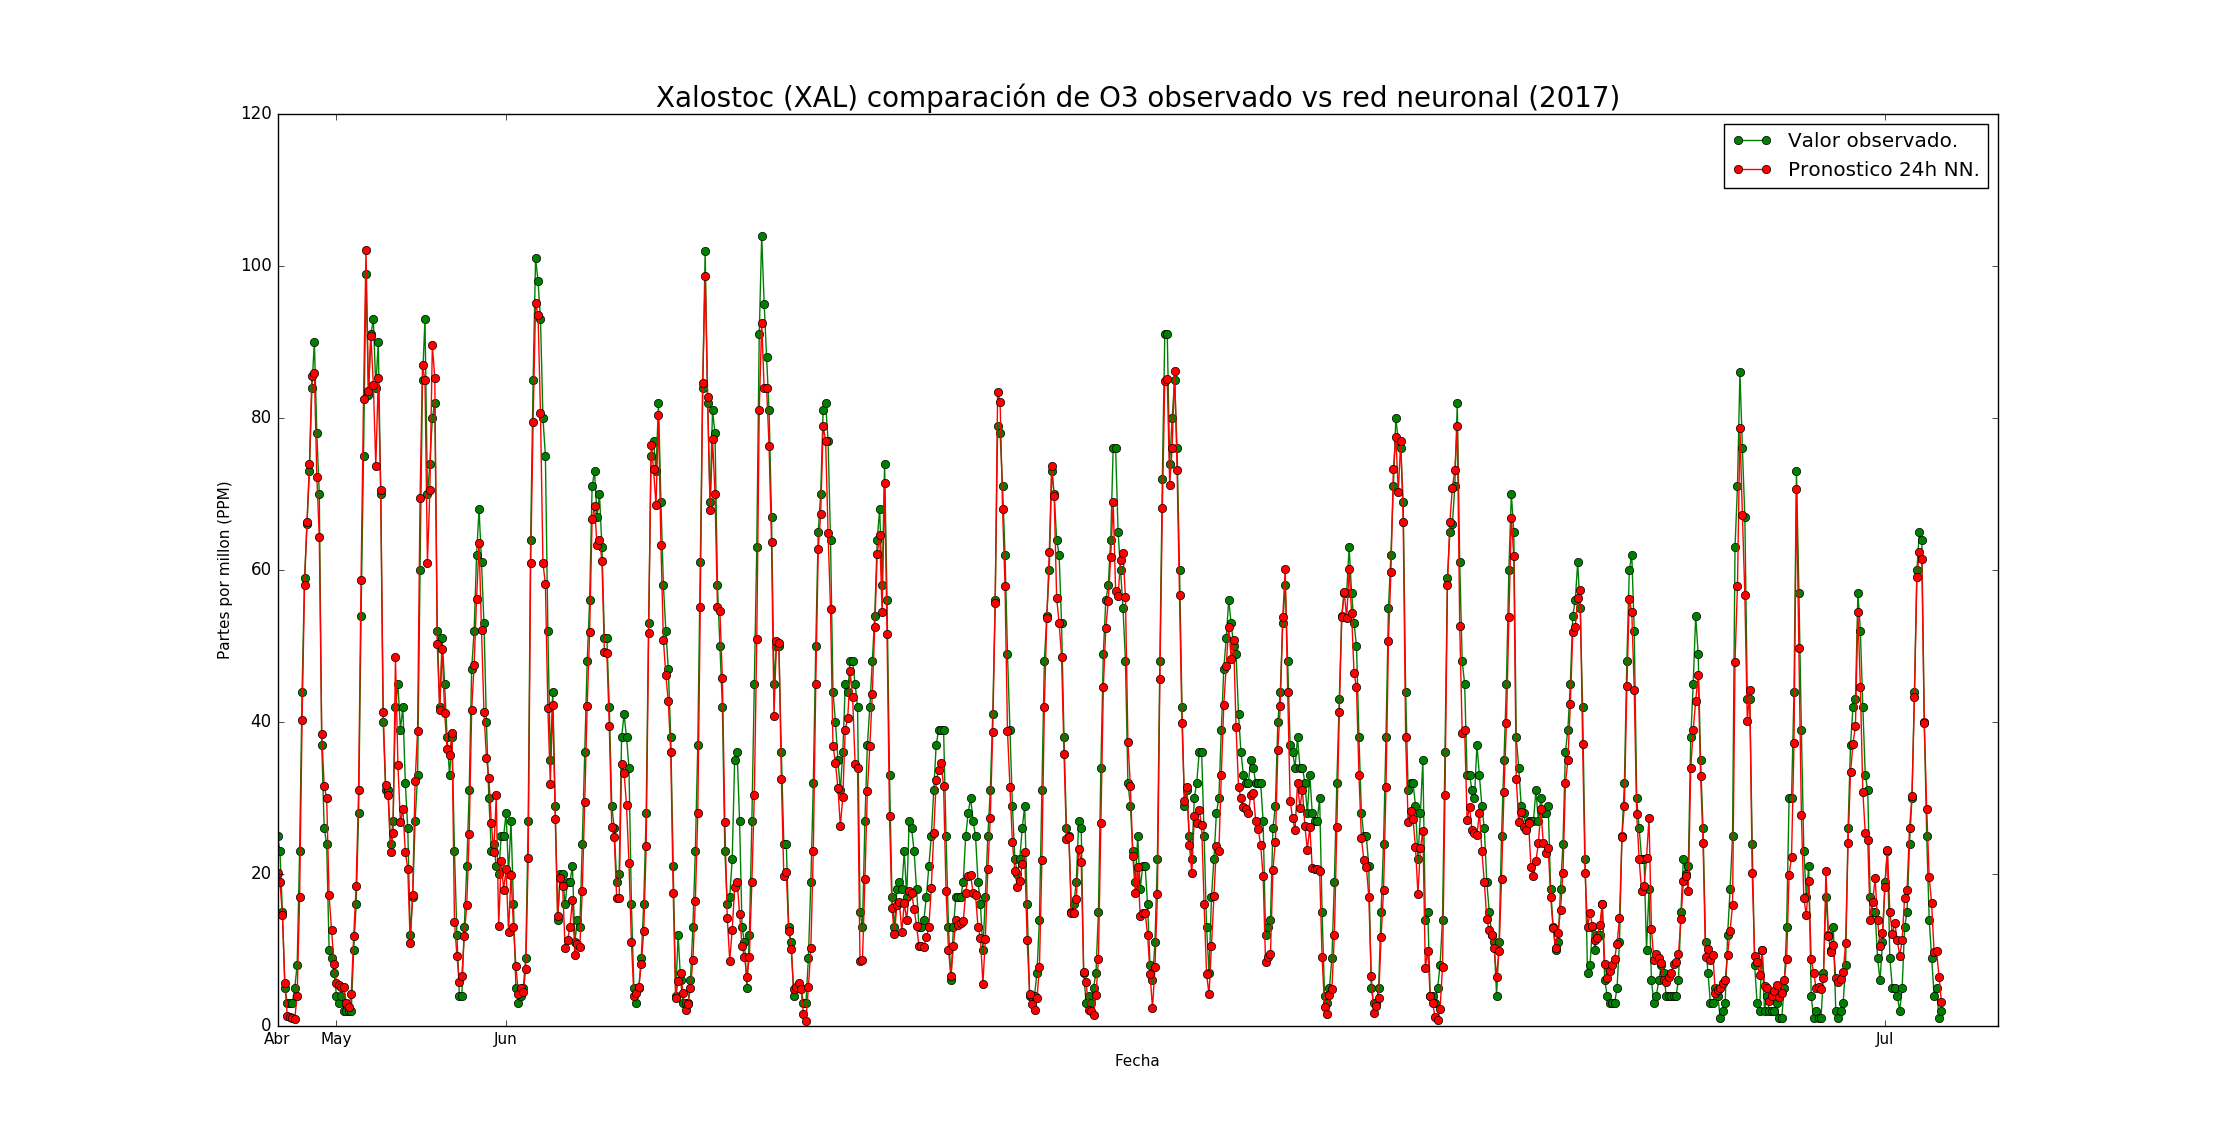 Xalostoc (XAL) comparación de O3 observado vs red neuronal (2017)
Valor observado.
Pronostico 24h NN.
120
100
80
60
40
20
0
Partes por millon (PPM)
Abr May Jun Jul
Fecha